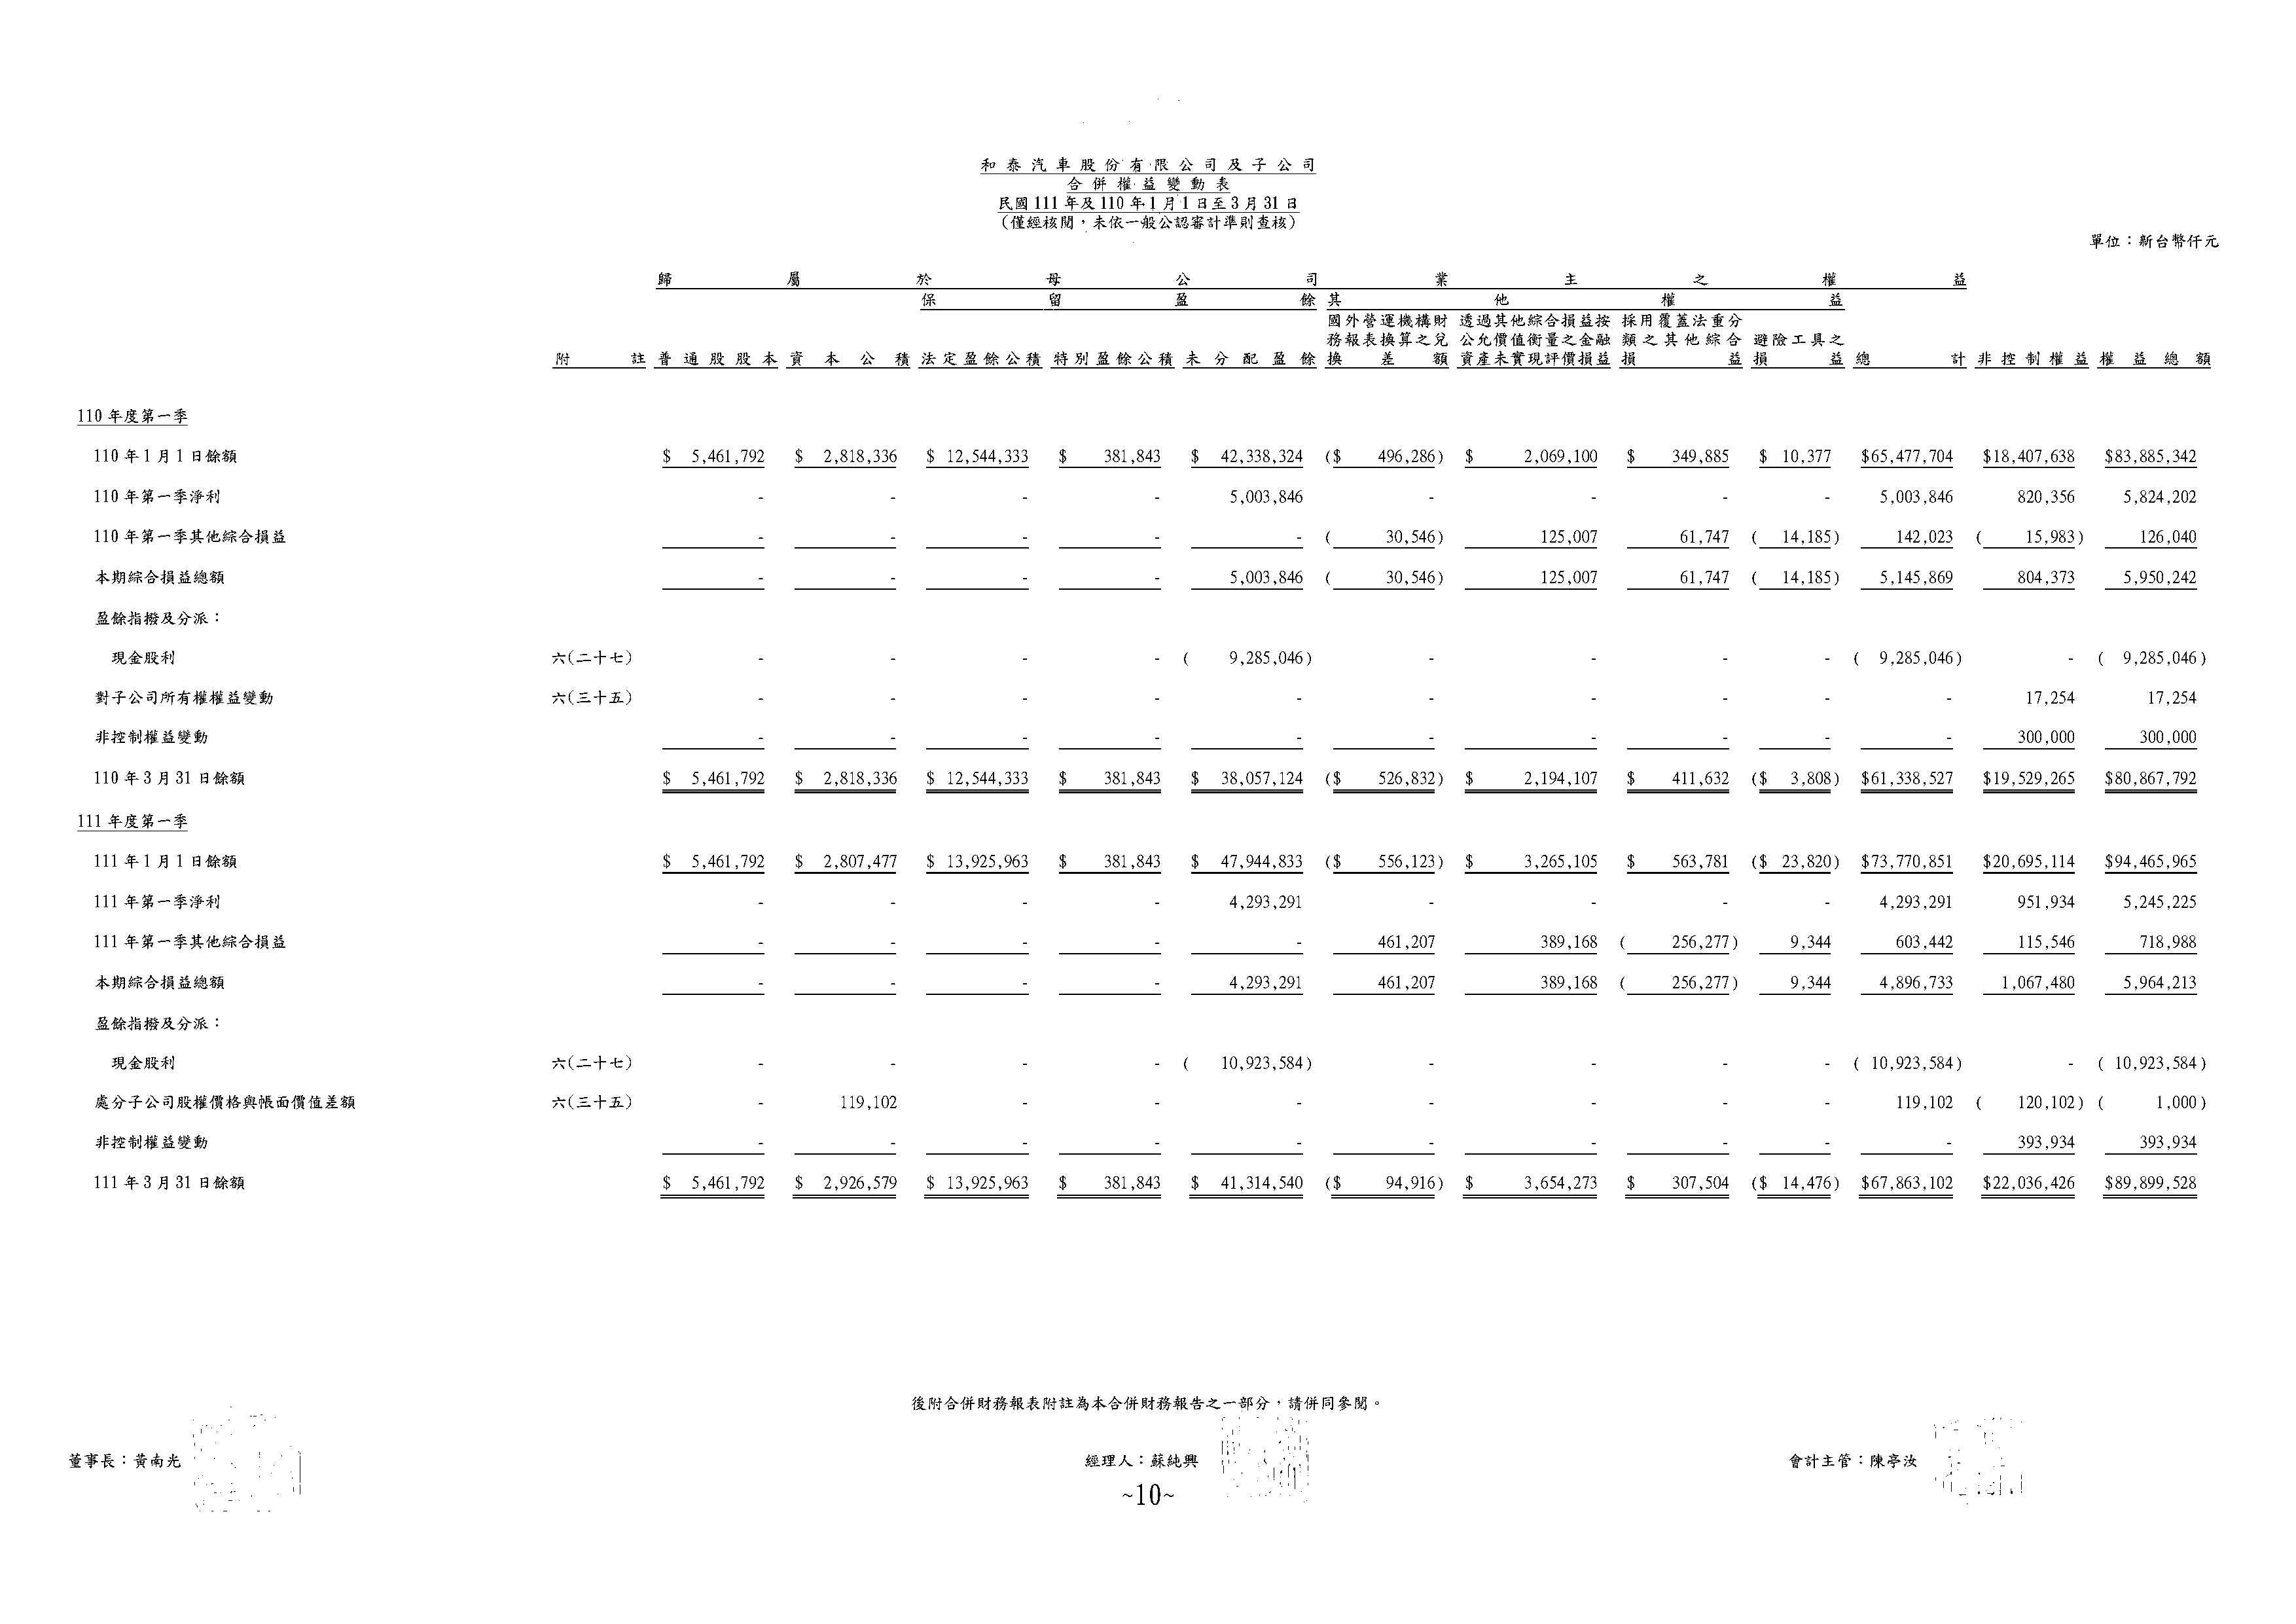 和泰汽車股份有限公司及子公司
合併權益變動表
民國111年及110年1月1日至3月31日
(僅經核閱,未依一般公認審計準則查核)
單位:新台幣仟元
歸屬於母公司業主之權益
保留盈餘 其他權益
國外營運機構財 透過其他綜合損益按 採用覆蓋法重分
務報表換算之兌 公允價值衡量之金融 類之其他綜合 避險工具之
附註 普通股股本 資本公積 法定盈餘公積 特別盈餘公積 未分配盈餘 換差額 資產未實現評價損益 損益 損益 總計 非控制權益 權益總額
110年度第一季
110年1月1日餘額 $ 5,461,792 $ 2,818,336 $ 12,544,333 $ 381,843 $ 42,338,324 ($ 496,286) $ 2,069,100 $ 349,885 $ 10,377 $65,477,704 $18,407,638 $83,885,342
110年第一季淨利 - - - - 5,003,846 - - - - 5,003,846 820,356 5,824,202
110年第一季其他綜合損益 - - - - - ( 30,546) 125,007 61,747 ( 14,185) 142,023 ( 15,983) 126,040
本期綜合損益總額 - - - - 5,003,846 ( 30,546) 125,007 61,747 ( 14,185) 5,145,869 804,373 5,950,242
盈餘指撥及分派:
現金股利 六(二十七) - - - - ( 9,285,046) - - - - ( 9,285,046) - ( 9,285,046)
對子公司所有權權益變動 六(三十五) - - - - - - - - - - 17,254 17,254
非控制權益變動 - - - - - - - - - - 300,000 300,000
110年3月31日餘額 $ 5,461,792 $ 2,818,336 $ 12,544,333 $ 381,843 $ 38,057,124 ($ 526,832) $ 2,194,107 $ 411,632 ($ 3,808) $61,338,527 $19,529,265 $80,867,792
111年度第一季
111年1月1日餘額 $ 5,461,792 $ 2,807,477 $ 13,925,963 $ 381,843 $ 47,944,833 ($ 556,123) $ 3,265,105 $ 563,781 ($ 23,820) $73,770,851 $20,695,114 $94,465,965
111年第一季淨利 - - - - 4,293,291 - - - - 4,293,291 951,934 5,245,225
111年第一季其他綜合損益 - - - - - 461,207 389,168 ( 256,277) 9,344 603,442 115,546 718,988
本期綜合損益總額 - - - - 4,293,291 461,207 389,168 ( 256,277) 9,344 4,896,733 1,067,480 5,964,213
盈餘指撥及分派:
現金股利 六(二十七) - - - - ( 10,923,584) - - - - ( 10,923,584) - ( 10,923,584)
處分子公司股權價格與帳面價值差額 六(三十五) - 119,102 - - - - - - - 119,102 ( 120,102) ( 1,000)
非控制權益變動 - - - - - - - - - - 393,934 393,934
111年3月31日餘額 $ 5,461,792 $ 2,926,579 $ 13,925,963 $ 381,843 $ 41,314,540 ($ 94,916) $ 3,654,273 $ 307,504 ($ 14,476) $67,863,102 $22,036,426 $89,899,528
後附合併財務報表附註為本合併財務報告之一部分,請併同參閱。
董事長:黃南光 經理人:蘇純興 會計主管:陳亭汝
~10~